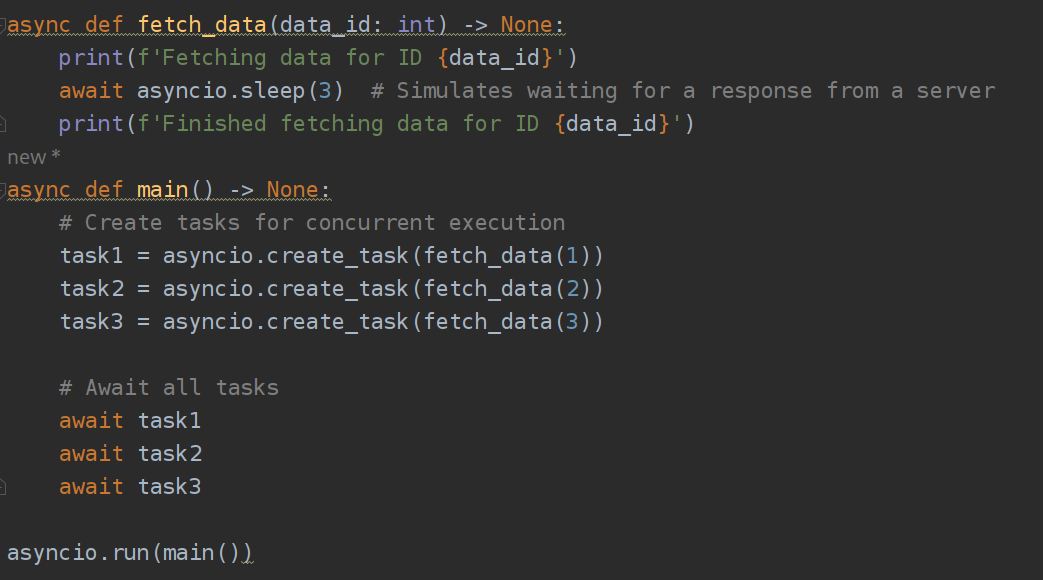 async def fetch_data(data_id: int) -> None:
    print(f'Fetching data for ID {data_id}')
    await asyncio.sleep(3)  # Simulates waiting for a response from a server
    print(f'Finished fetching data for ID {data_id}')
new *
async def main() -> None:
    # Create tasks for concurrent execution
    task1 = asyncio.create_task(fetch_data(1))
    task2 = asyncio.create_task(fetch_data(2))
    task3 = asyncio.create_task(fetch_data(3))

    # Await all tasks
    await task1
    await task2
    await task3

asyncio.run(main())